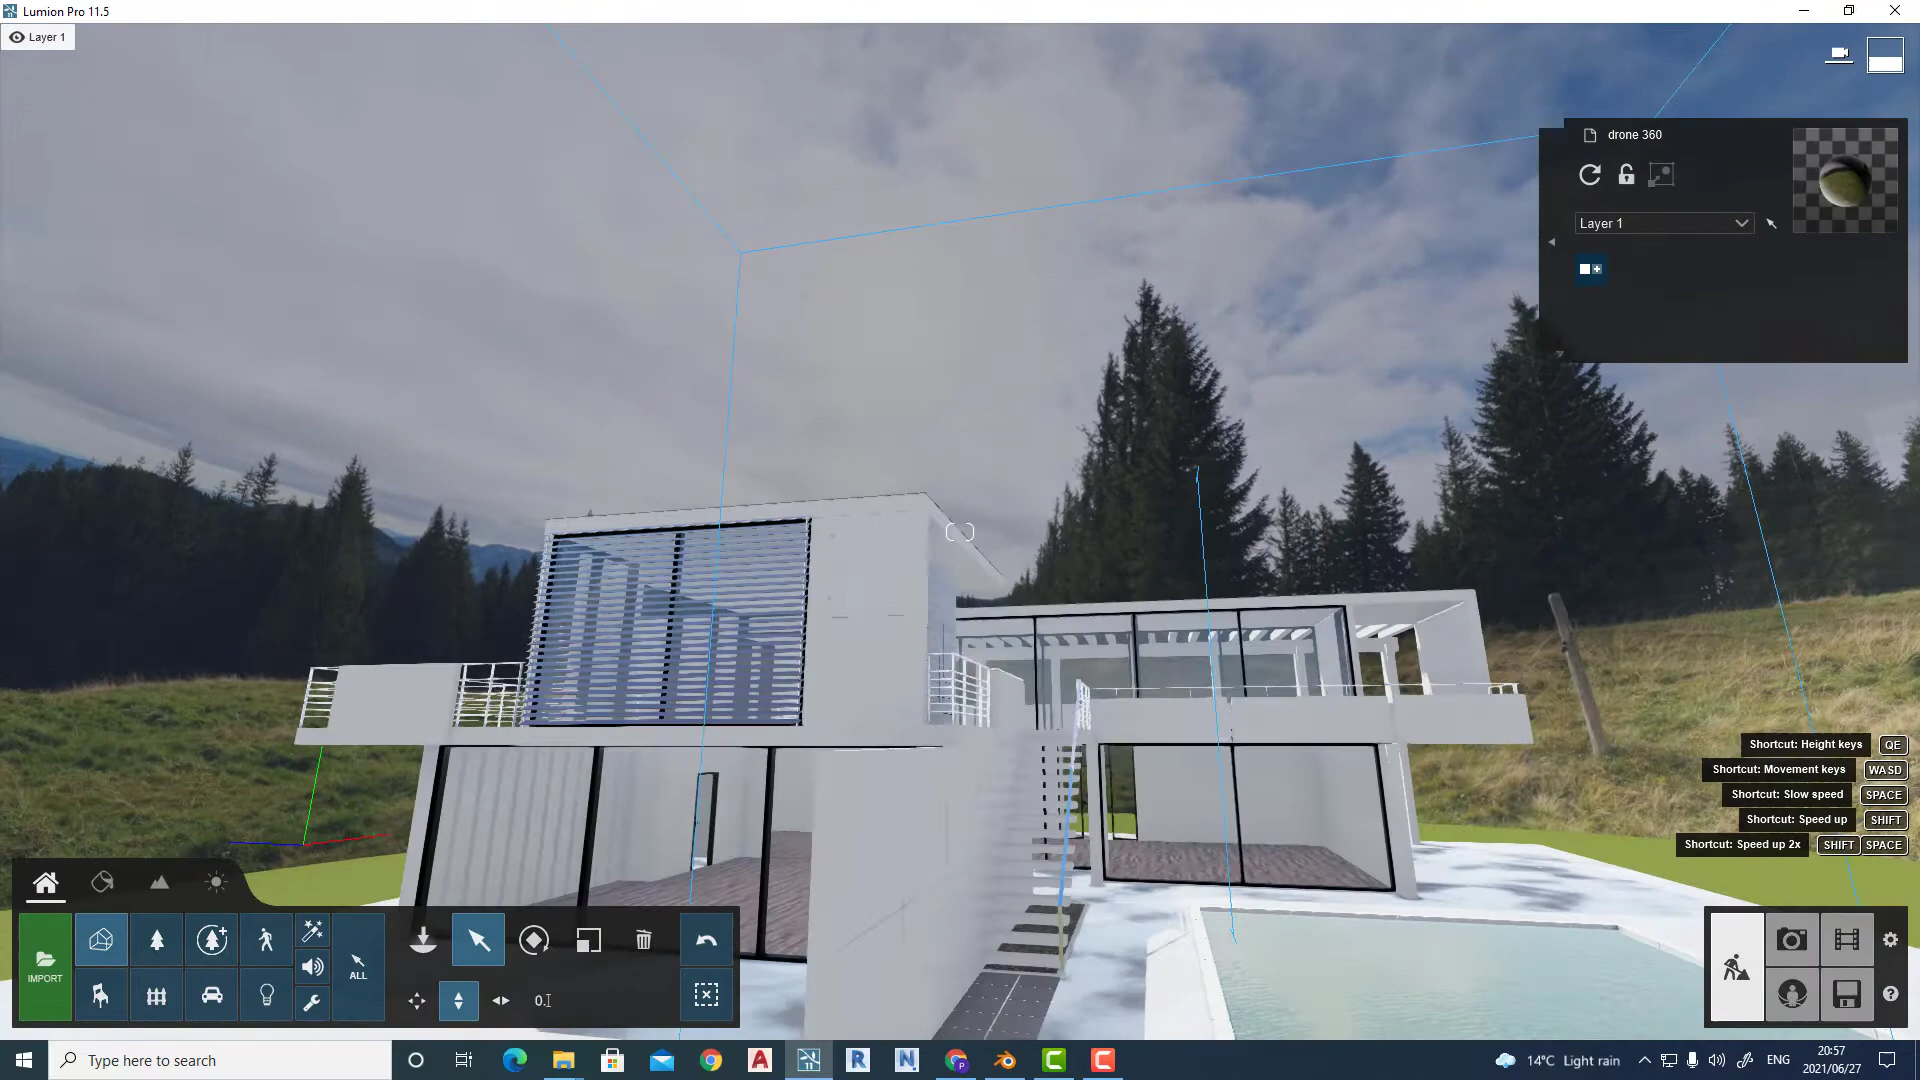 Lumion Pro 11.5
Layer 1
drone 360
Layer 1
Shortcut: Height keys QE
Shortcut: Movement keys WASD
Shortcut: Slow speed SPACE
Shortcut: Speed up SHIFT
Shortcut: Speed up 2x SHIFT SPACE
IMPORT
ALL
0.
Type here to search
14°C Light rain
ENG
20:57
2021/06/27